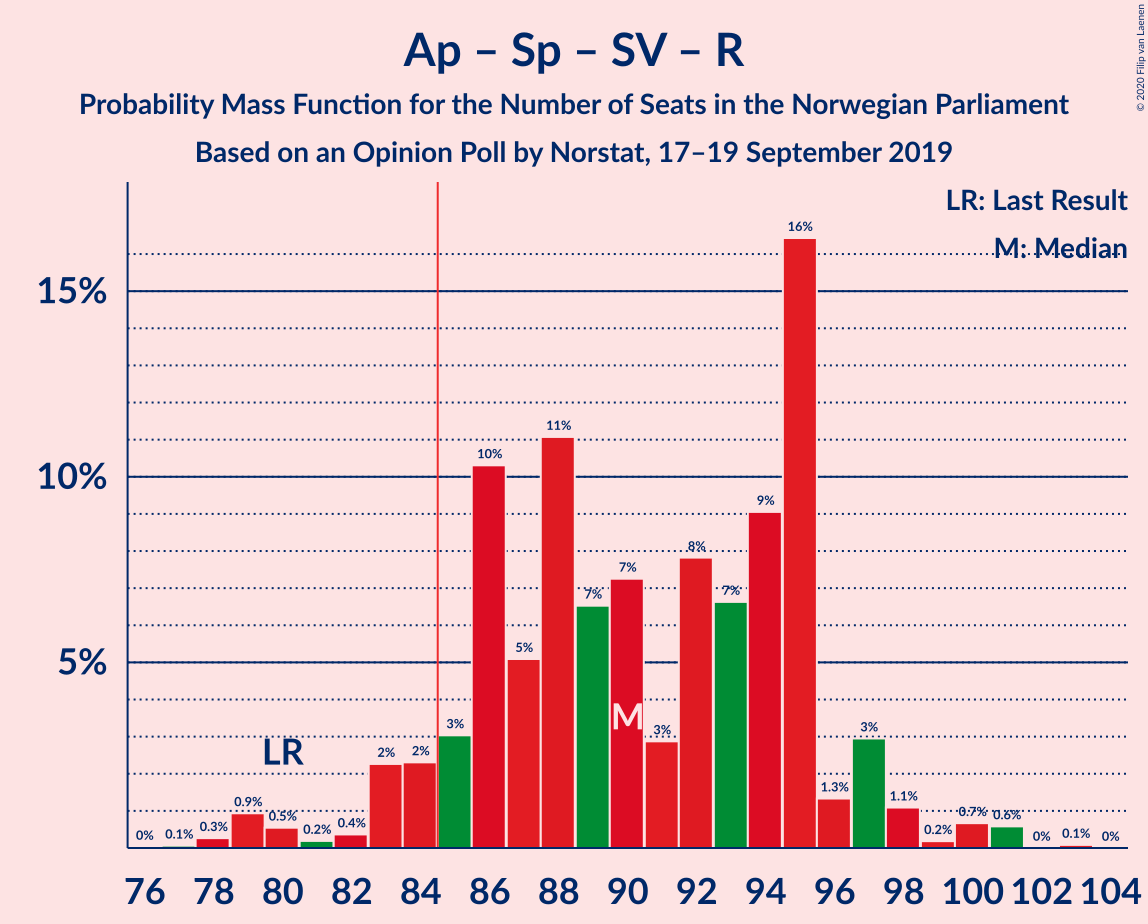 Ap – Sp – SV – R
Probability Mass Function for the Number of Seats in the Norwegian Parliament
Based on an Opinion Poll by Norstat, 17–19 September 2019
© 2020 Filip van Laenen
LR: Last Result
M: Median
15%
10%
5%
0% 0.1% 0.3% 0.9% 0.5% 0.2% 0.4% 2% 2% 3% 10% 5% 11% 7% 7% 3% 8% 7% 9% 16% 1.3% 3% 1.1% 0.2% 0.7% 0.6% 0% 0.1% 0%
LR
M
76 78 80 82 84 86 88 90 92 94 96 98 100 102 104